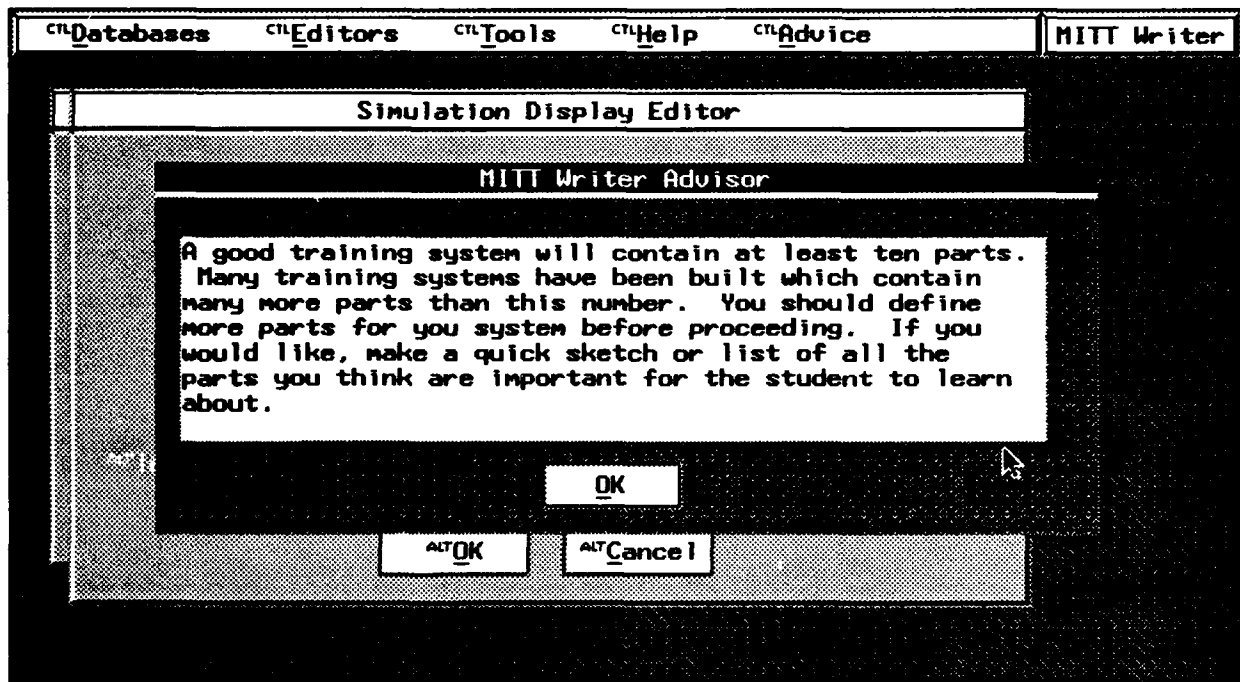 CTLDatabases CTLEditors CTLTools CTLHelp CTLAdvice MITT Writer
Simulation Display Editor
MITT Writer Advisor
A good training system will contain at least ten parts.
Many training systems have been built which contain
many more parts than this number. You should define
more parts for you system before proceeding. If you
would like, make a quick sketch or list of all the
parts you think are important for the student to learn
about.
OK
ALTOK ALTCancel